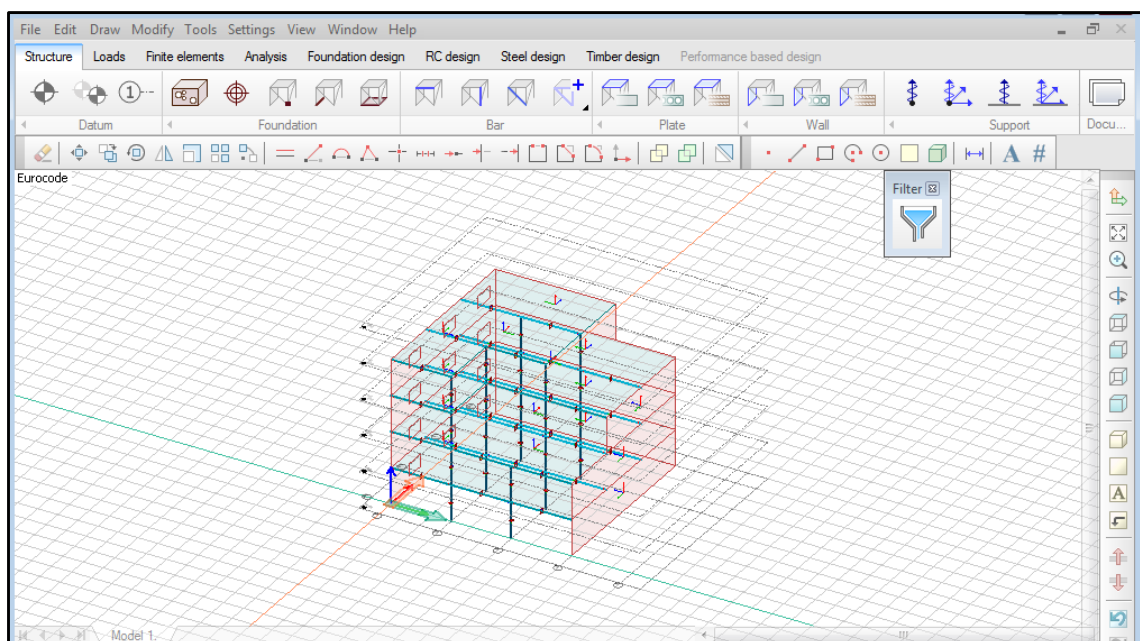 File Edit Draw Modify Tools Settings View Window Help
Structure Loads Finite elements Analysis Foundation design RC design Steel design Timber design Performance based design
1
Datum Foundation Bar Plate Wall Support Docu...
A #
Eurocode
Filter
A
Model 1.